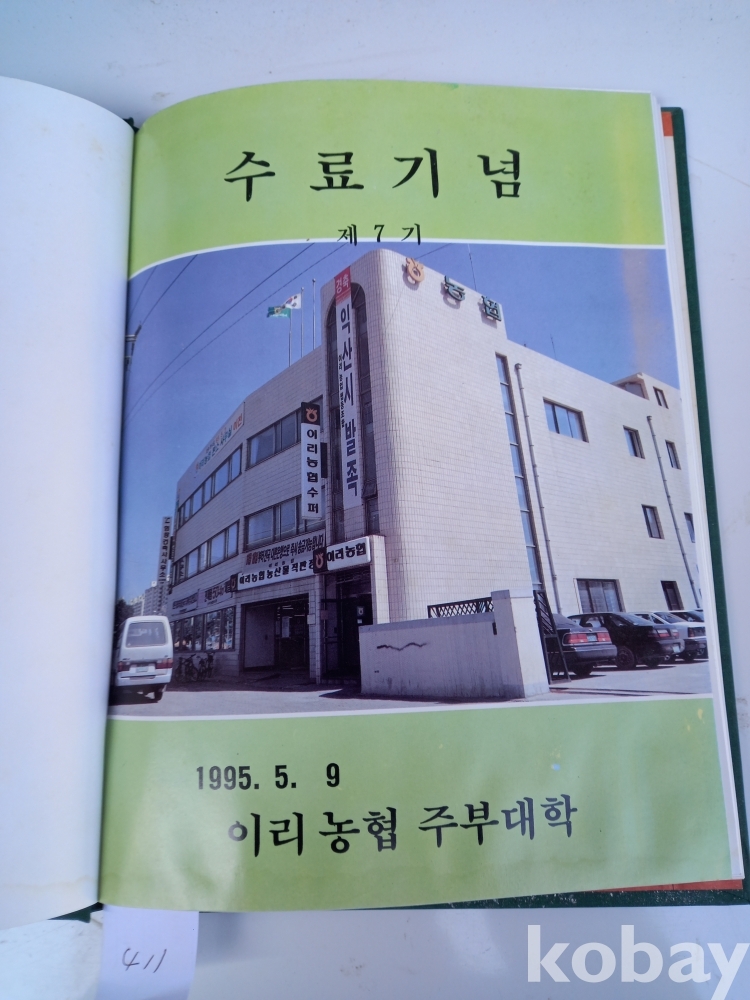 수료기념
제7기
농협
경축
익산시 발족
이리농협수퍼
이리농협
이리농협 농산물 직판장
1995. 5. 9
이리농협 주부대학
411
kobay